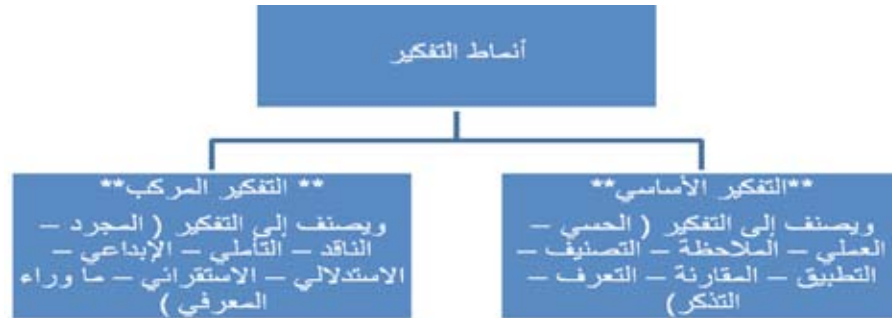 أنماط التفكير
**التفكير الأساسي**
ويصنف إلى التفكير ( الحسي –
العملي – الملاحظة – التصنيف –
التطبيق – المقارنة – التعرف –
التذكر)
** التفكير المركب**
ويصنف إلى التفكير ( المجرد –
الناقد – التأملي – الإبداعي –
الاستدلالي – الاستقرائي – ما وراء
المعرفي )